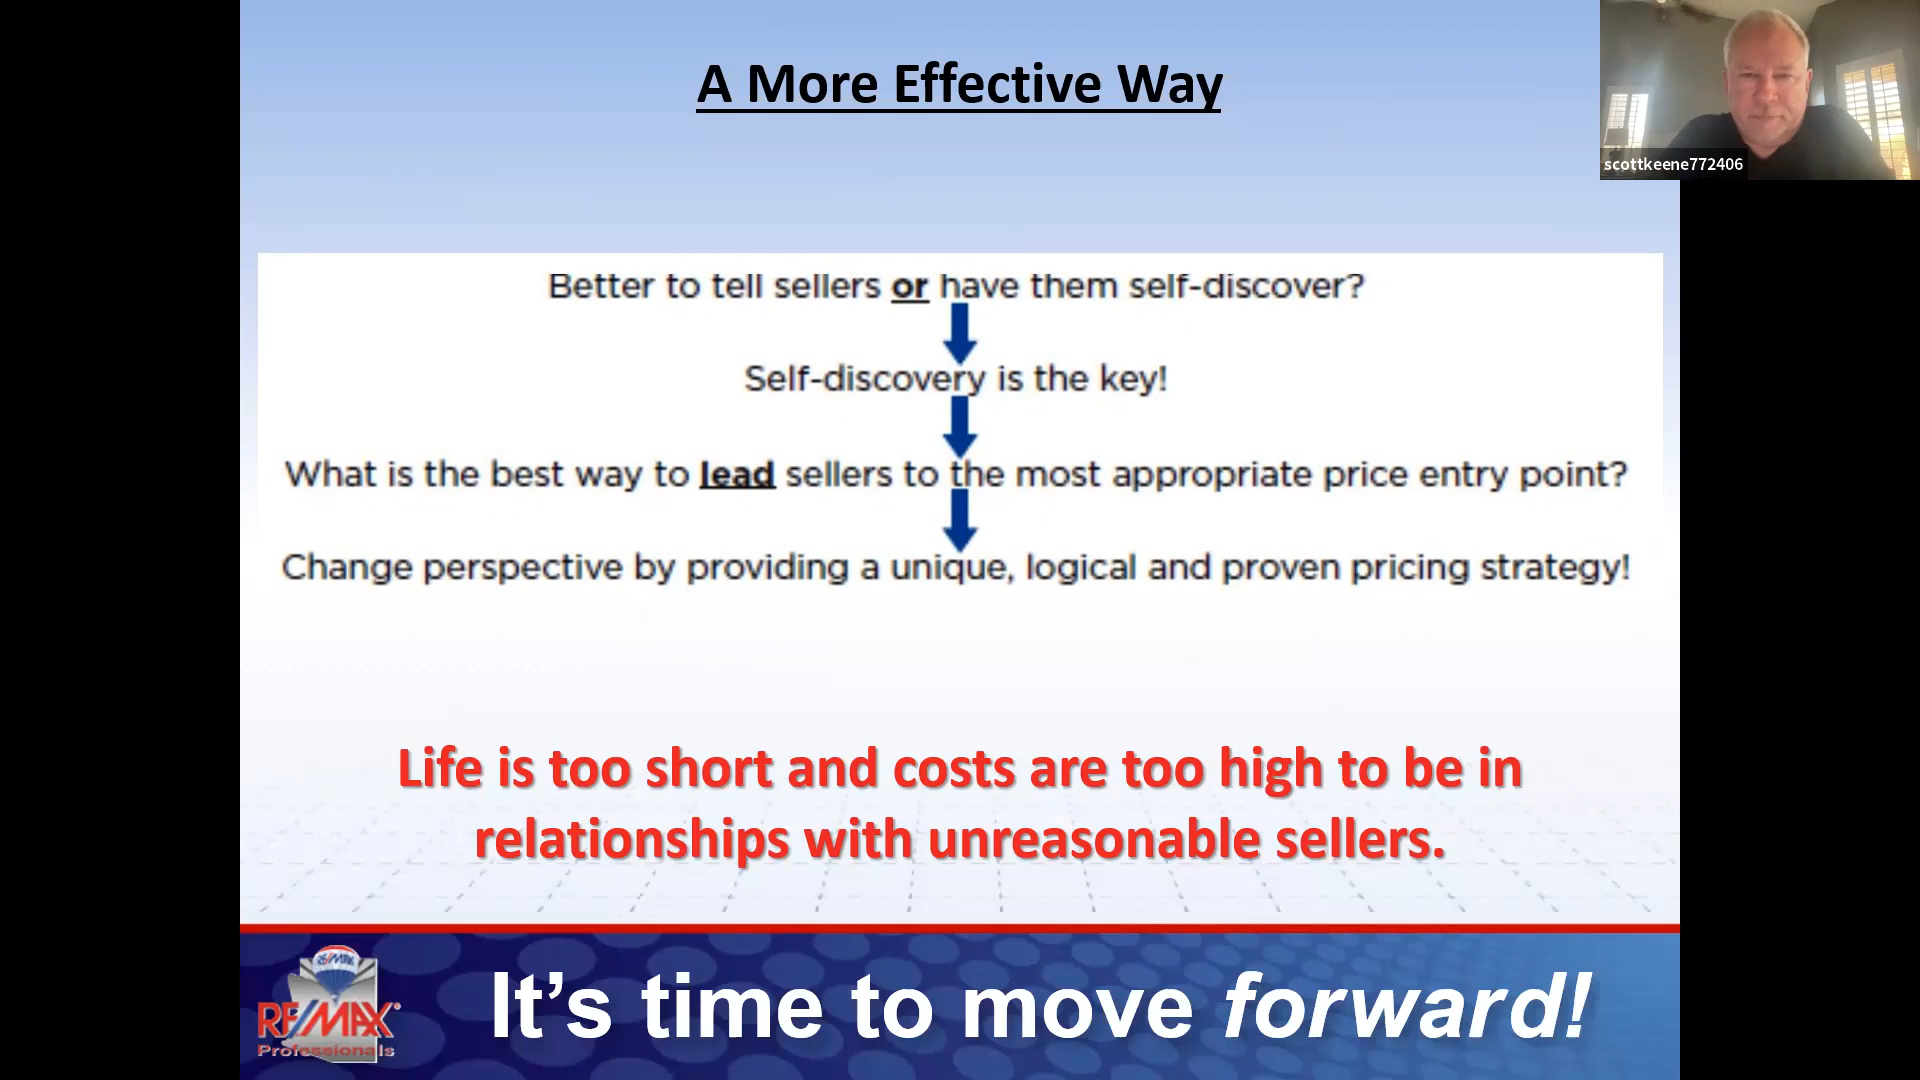 A More Effective Way
scottkeene772406
Better to tell sellers or have them self-discover?
Self-discovery is the key!
What is the best way to lead sellers to the most appropriate price entry point?
Change perspective by providing a unique, logical and proven pricing strategy!
Life is too short and costs are too high to be in
relationships with unreasonable sellers.
RE/MAX
RE/MAX
Professionals
It's time to move forward!